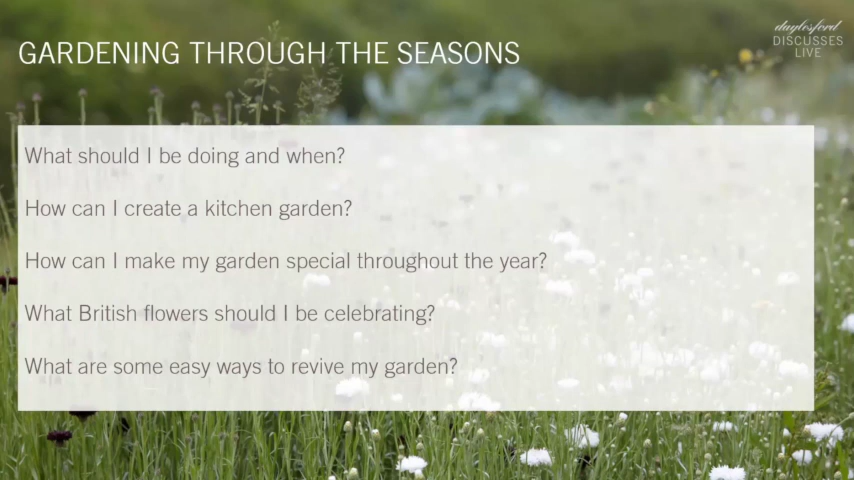 GARDENING THROUGH THE SEASONS
daylesford
DISCUSSES
LIVE
What should I be doing and when?
How can I create a kitchen garden?
How can I make my garden special throughout the year?
What British flowers should I be celebrating?
What are some easy ways to revive my garden?